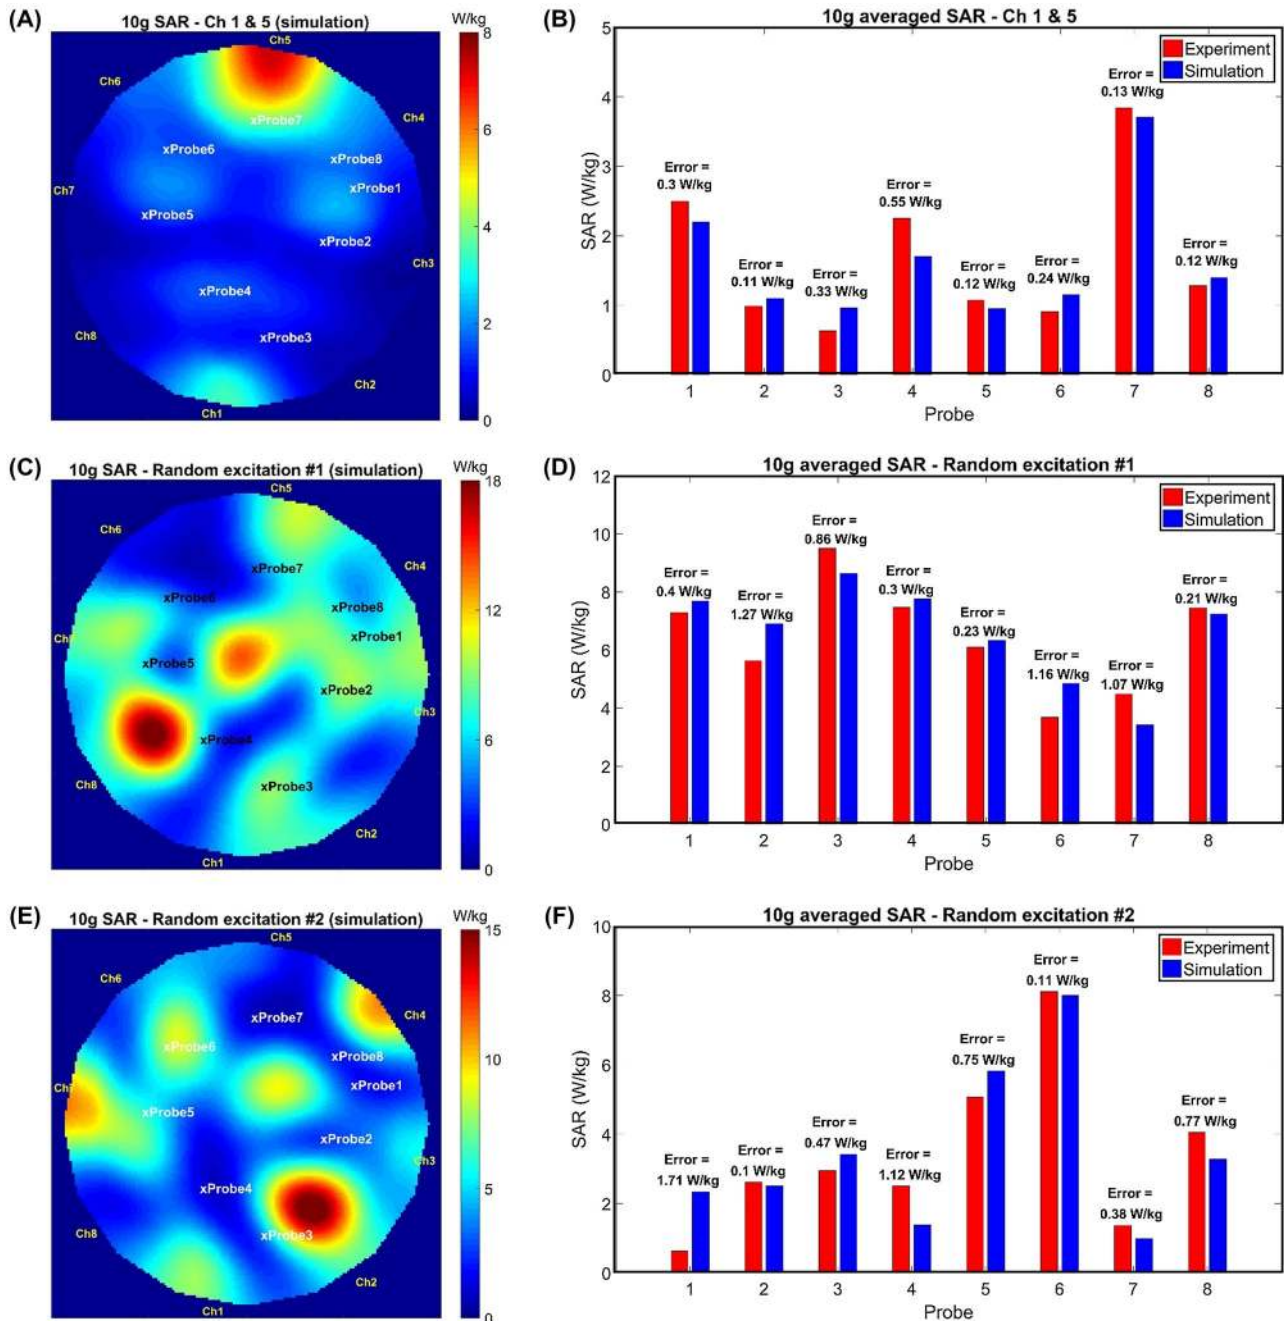 (A)
10g SAR - Ch 1 & 5 (simulation)
W/kg
Ch5
Ch6
Ch4
xProbe7
xProbe6
xProbe8
Ch7
xProbe1
xProbe5
xProbe2
Ch3
xProbe4
Ch8
xProbe3
Ch2
Ch1
8
6
4
2
0
(B)
10g averaged SAR - Ch 1 & 5
Experiment
Simulation
Error =
0.3 W/kg
Error =
0.11 W/kg
Error =
0.33 W/kg
Error =
0.55 W/kg
Error =
0.12 W/kg
Error =
0.24 W/kg
Error =
0.13 W/kg
Error =
0.12 W/kg
SAR (W/kg)
5
4
3
2
1
0
1 2 3 4 5 6 7 8
Probe
(C)
10g SAR - Random excitation #1 (simulation)
W/kg
Ch5
Ch6
Ch4
xProbe7
xProbe6
xProbe8
xProbe1
Ch
xProbe5
xProbe2
Ch3
xProbe4
Ch8
xProbe3
Ch2
Ch1
18
12
6
0
(D)
10g averaged SAR - Random excitation #1
Experiment
Simulation
Error =
0.4 W/kg
Error =
1.27 W/kg
Error =
0.86 W/kg
Error =
0.3 W/kg
Error =
0.23 W/kg
Error =
1.16 W/kg
Error =
1.07 W/kg
Error =
0.21 W/kg
SAR (W/kg)
12
10
8
6
4
2
0
1 2 3 4 5 6 7 8
Probe
(E)
10g SAR - Random excitation #2 (simulation)
W/kg
Ch5
Ch6
Ch4
xProbe7
xProbe6
xProbe8
xProbe1
Ch
xProbe5
xProbe2
Ch3
xProbe4
Ch8
xProbe3
Ch2
Ch1
15
10
5
0
(F)
10g averaged SAR - Random excitation #2
Experiment
Simulation
Error =
1.71 W/kg
Error =
0.1 W/kg
Error =
0.47 W/kg
Error =
1.12 W/kg
Error =
0.75 W/kg
Error =
0.11 W/kg
Error =
0.38 W/kg
Error =
0.77 W/kg
SAR (W/kg)
10
8
6
4
2
0
1 2 3 4 5 6 7 8
Probe